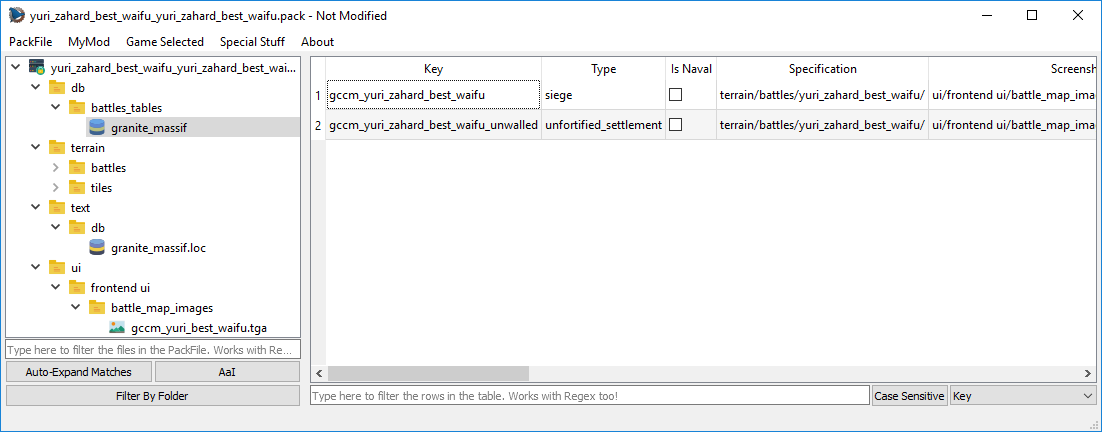 yuri_zahard_best_waifu_yuri_zahard_best_waifu.pack - Not Modified
PackFile MyMod Game Selected Special Stuff About
yuri_zahard_best_waifu_yuri_zahard_best_wai...
db
battles_tables
granite_massif
terrain
battles
tiles
text
db
granite_massif.loc
ui
frontend ui
battle_map_images
gccm_yuri_best_waifu.tga
Type here to filter the files in the PackFile. Works with Re...
Auto-Expand Matches AaI
Filter By Folder
Key Type Is Naval Specification Screensh
1 gccm_yuri_zahard_best_waifu siege terrain/battles/yuri_zahard_best_waifu/ ui/frontend ui/battle_map_ima
2 gccm_yuri_zahard_best_waifu_unwalled unfortified_settlement terrain/battles/yuri_zahard_best_waifu/ ui/frontend ui/battle_map_ima
Type here to filter the rows in the table. Works with Regex too! Case Sensitive Key